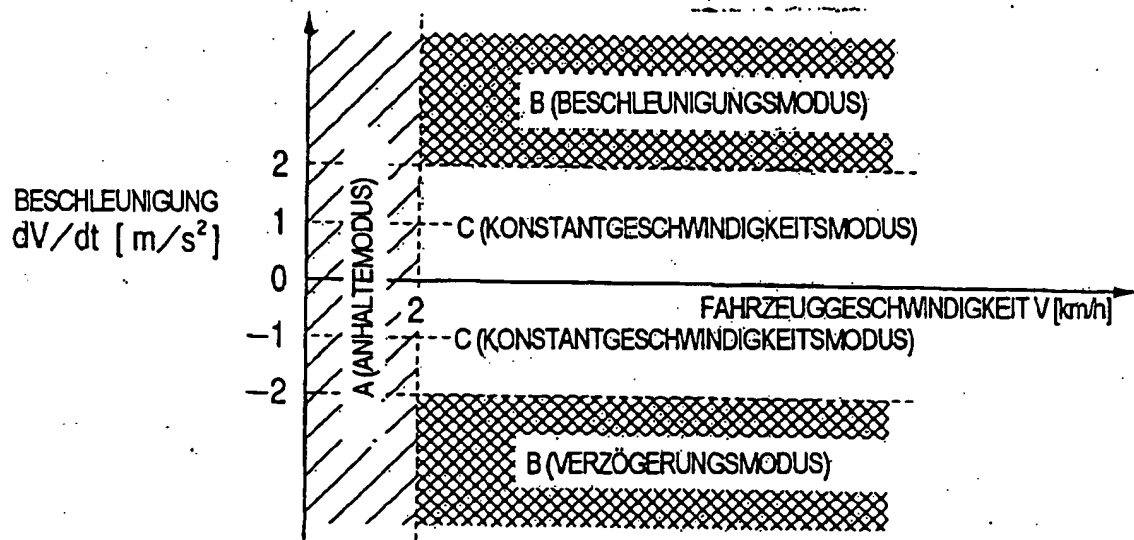 B (BESCHLEUNIGUNGSMODUS)
2
BESCHLEUNIGUNG
dV/dt [m/s²]
1
C (KONSTANTGESCHWINDIGKEITSMODUS)
A (ANHALTEMODUS)
0
2
FAHRZEUGGESCHWINDIGKEIT V [km/h]
-1
C (KONSTANTGESCHWINDIGKEITSMODUS)
-2
B (VERZÖGERUNGSMODUS)